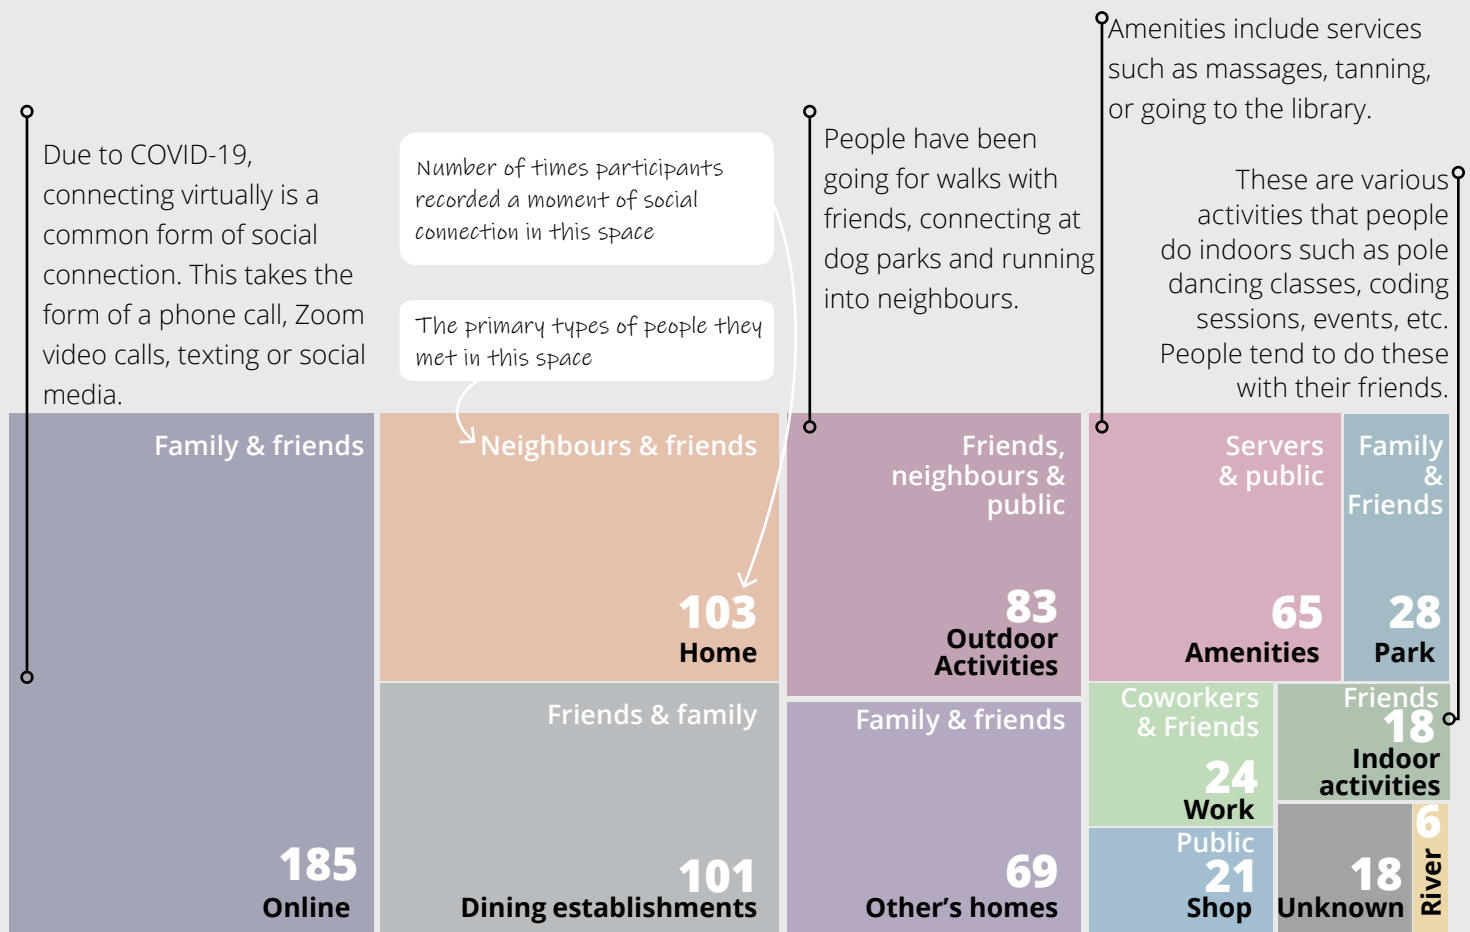 Amenities include services
such as massages, tanning,
or going to the library.
Due to COVID-19,
connecting virtually is a
common form of social
connection. This takes the
form of a phone call, Zoom
video calls, texting or social
media.
Number of times participants
recorded a moment of social
connection in this space
The primary types of people they
met in this space
People have been
going for walks with
friends, connecting at
dog parks and running
into neighbours.
These are various
activities that people
do indoors such as pole
dancing classes, coding
sessions, events, etc.
People tend to do these
with their friends.
Family & friends
185
Online
Neighbours & friends
103
Home
Friends & family
101
Dining establishments
Friends,
neighbours &
public
83
Outdoor
Activities
Family & friends
69
Other's homes
Servers
& public
65
Amenities
Family
&
Friends
28
Park
Coworkers
& Friends
24
Work
Friends
18
Indoor
activities
Public
21
Shop
18
Unknown
6
River